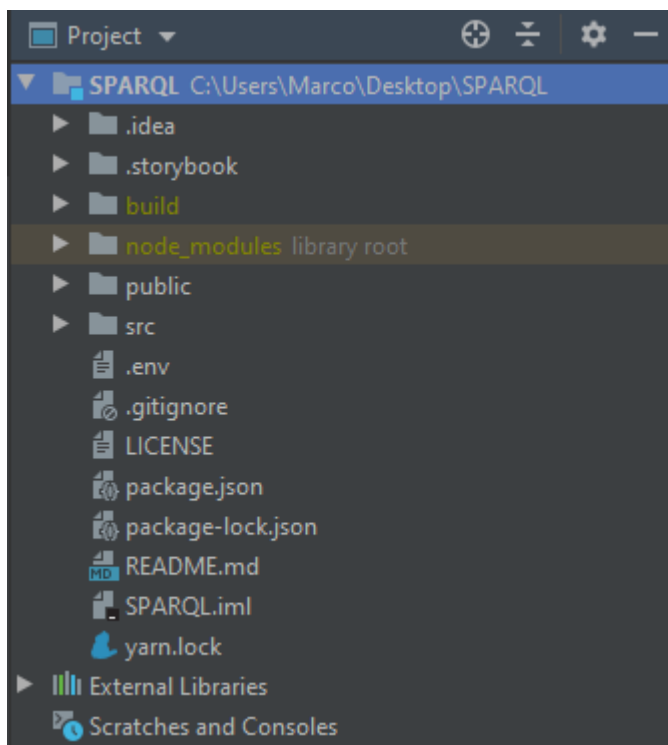 Project
SPARQL C:\Users\Marco\Desktop\SPARQL
.idea
.storybook
build
node_modules library root
public
src
.env
.gitignore
LICENSE
package.json
package-lock.json
MD README.md
SPARQL.iml
yarn.lock
External Libraries
Scratches and Consoles